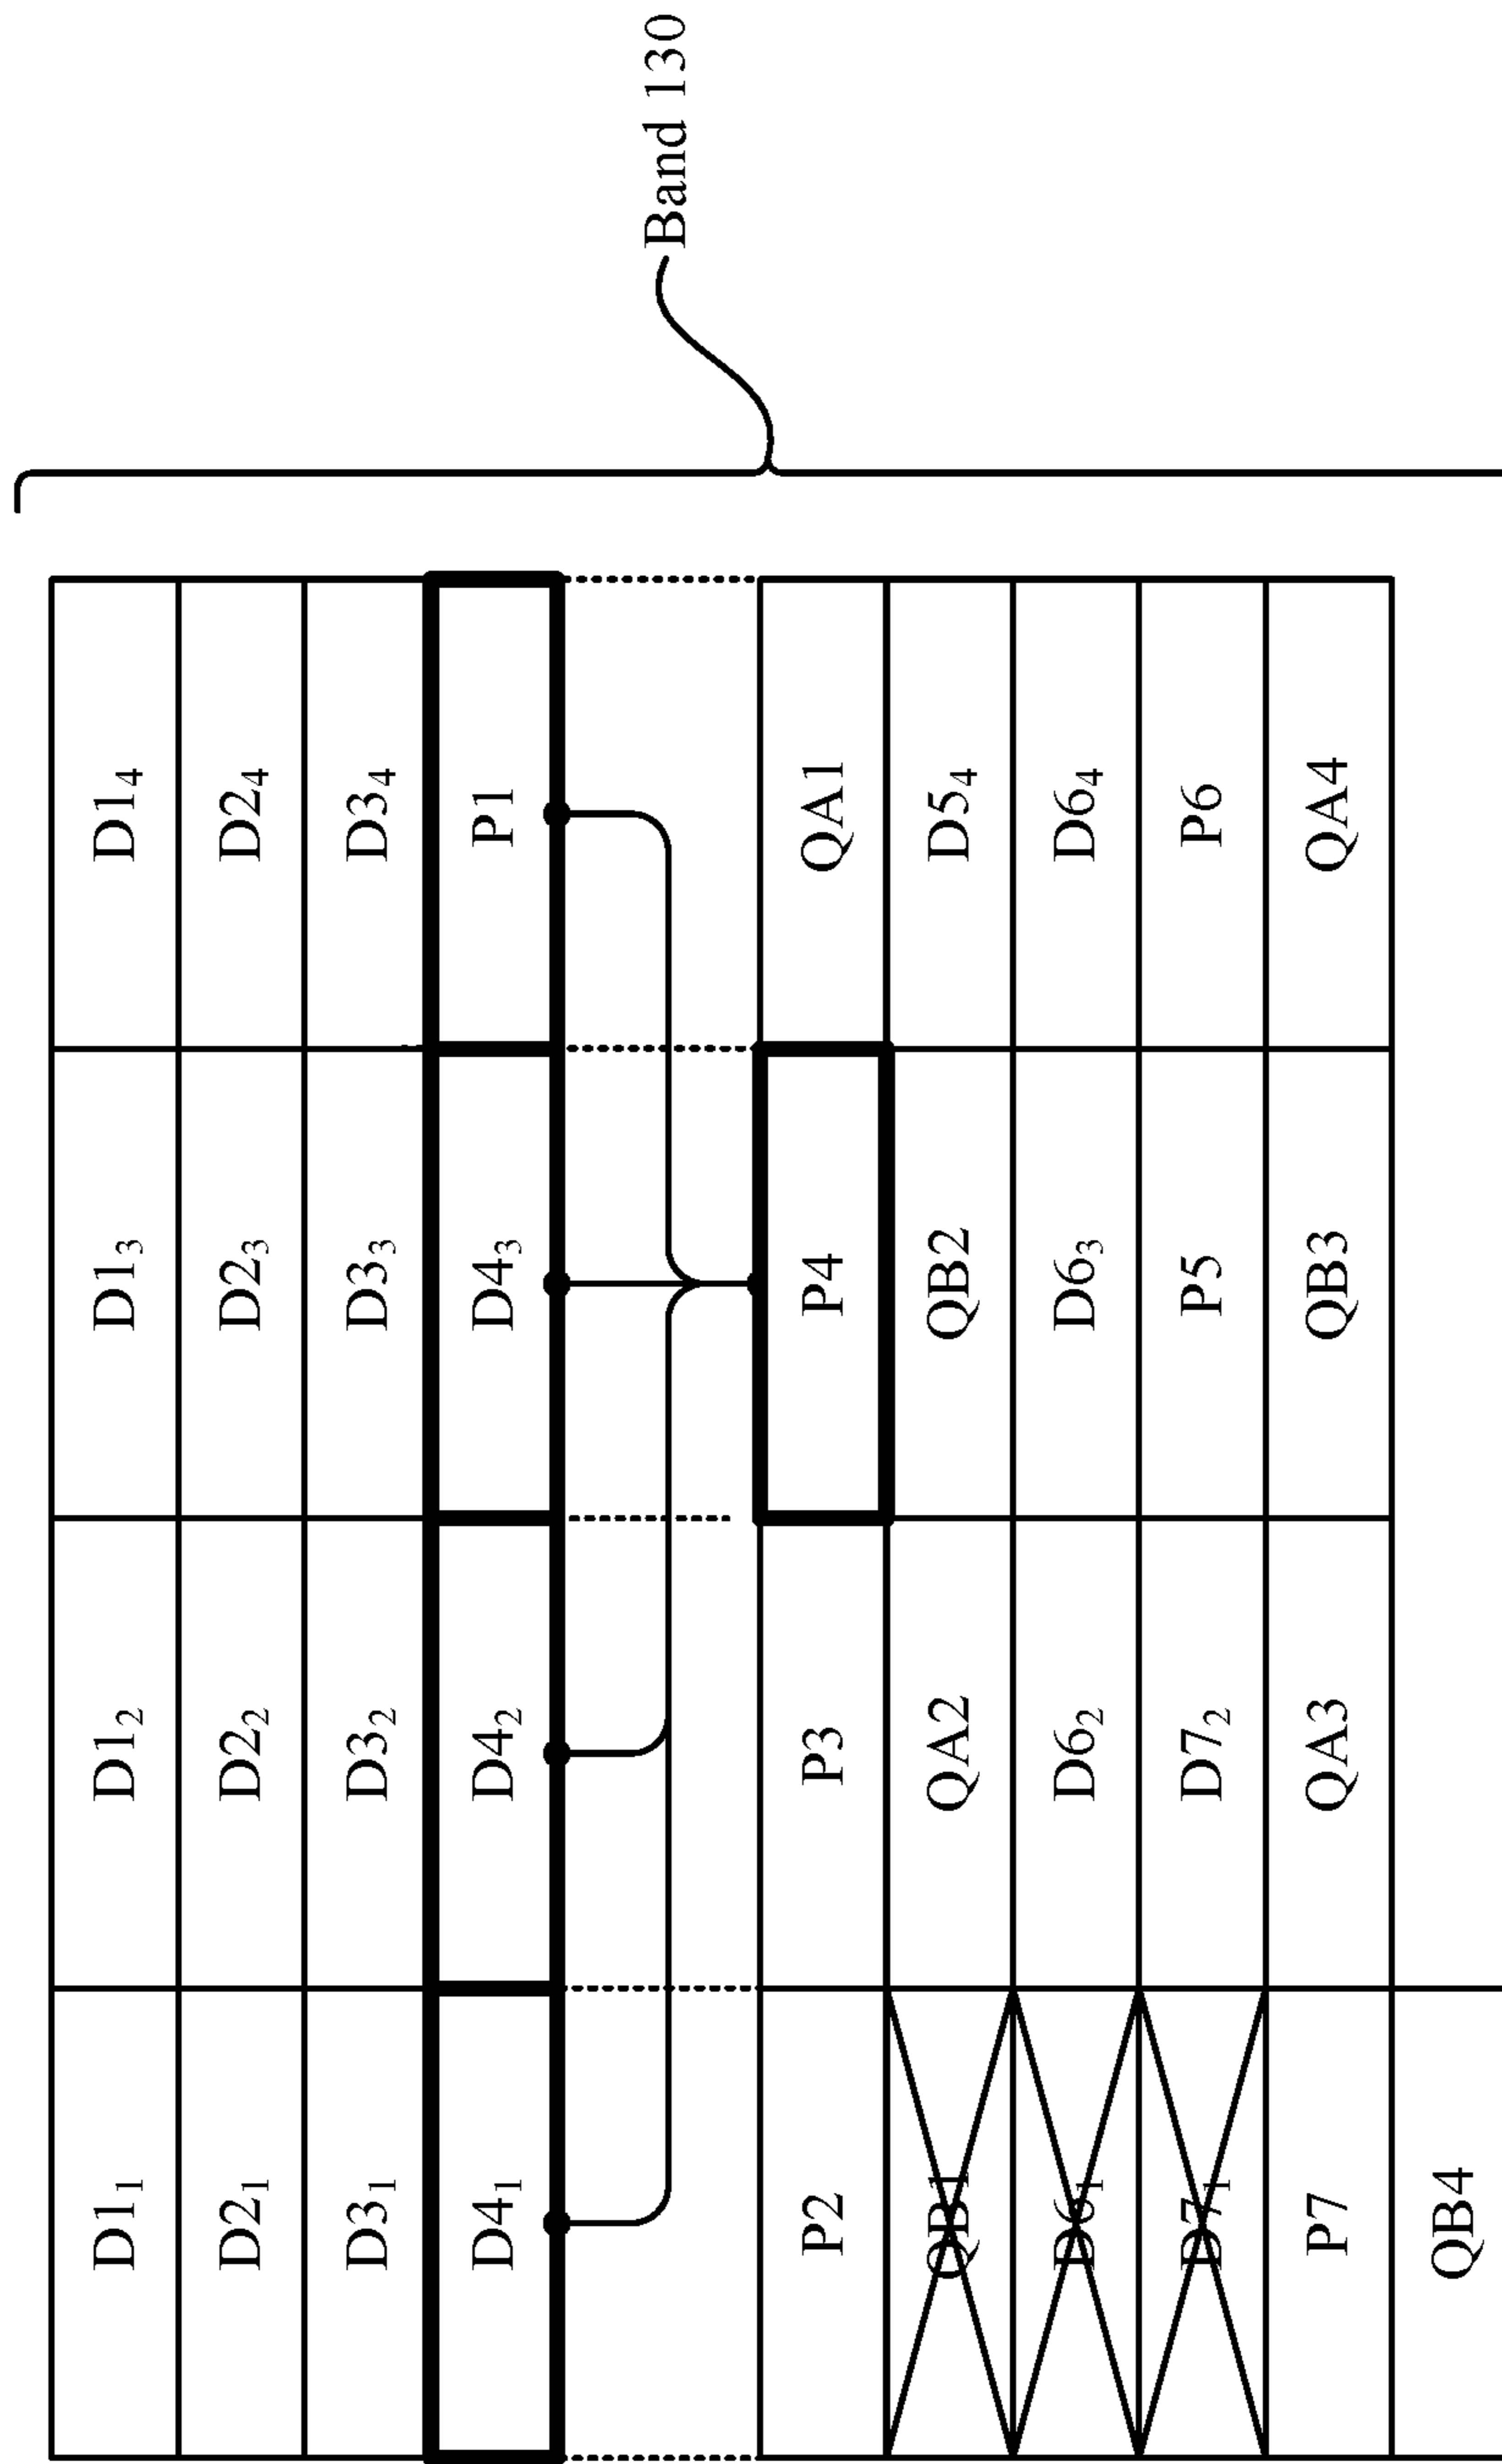 D1₁ D1₂ D1₃ D1₄
D2₁ D2₂ D2₃ D2₄
D3₁ D3₂ D3₃ D3₄
D4₁ D4₂ D4₃ P1
Band 130
P2 P3 P4 QA1
QB1 QA2 QB2 D5₄
D6₁ D6₂ D6₃ D6₄
D7₁ D7₂ P5 P6
P7 QA3 QB3 QA4
QB4